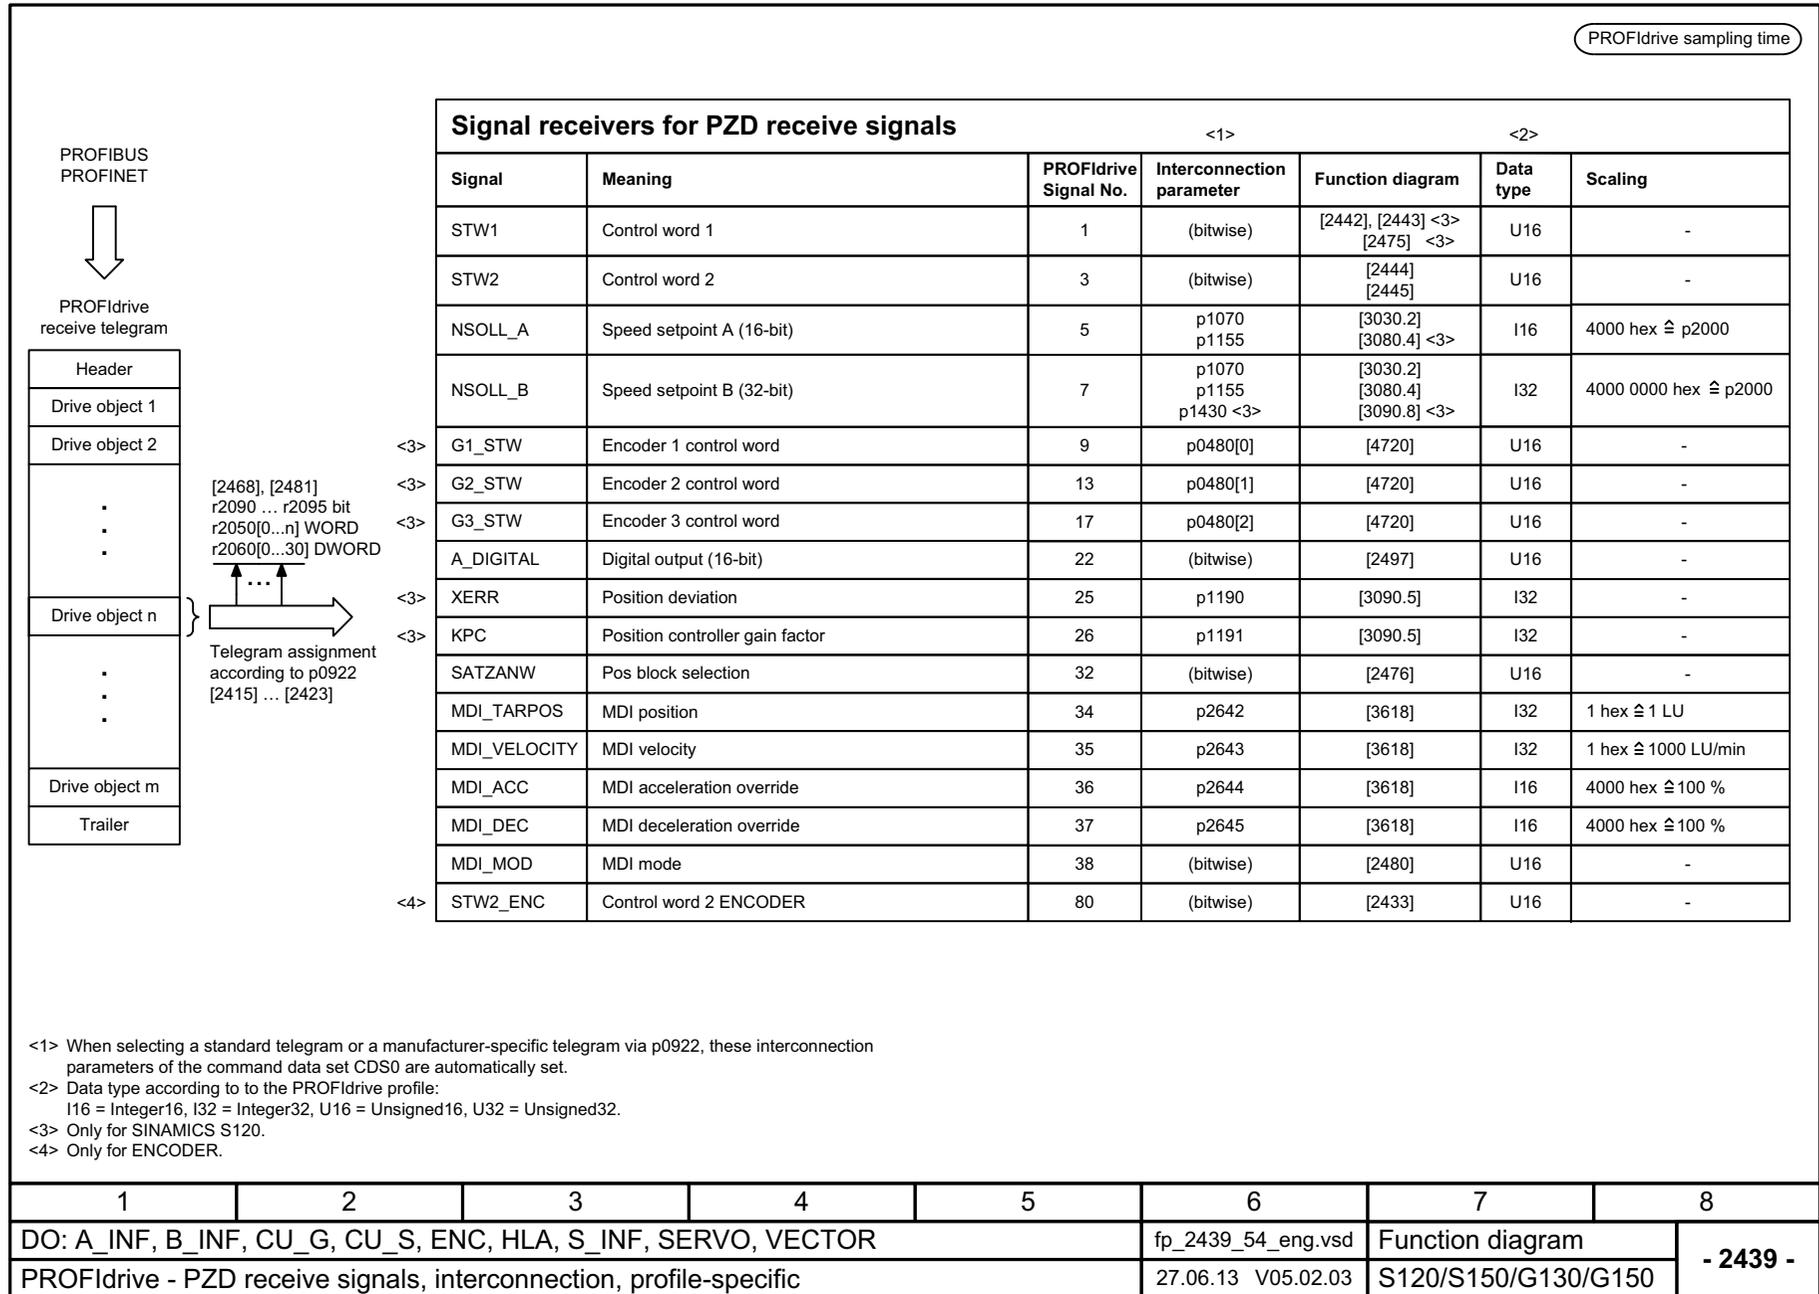 PROFIdrive sampling time
PROFIBUS
PROFINET
PROFIdrive
receive telegram
Header
Drive object 1
Drive object 2
.
.
.
Drive object n
.
.
.
Drive object m
Trailer
[2468], [2481]
r2090 … r2095 bit
r2050[0...n] WORD
r2060[0...30] DWORD
...
Telegram assignment
according to p0922
[2415] … [2423]
Signal receivers for PZD receive signals <1> <2>
Signal Meaning PROFIdrive Signal No. Interconnection parameter Function diagram Data type Scaling
STW1 Control word 1 1 (bitwise) [2442], [2443] <3> [2475] <3> U16 -
STW2 Control word 2 3 (bitwise) [2444] [2445] U16 -
NSOLL_A Speed setpoint A (16-bit) 5 p1070 p1155 [3030.2] [3080.4] <3> I16 4000 hex ≙ p2000
NSOLL_B Speed setpoint B (32-bit) 7 p1070 p1155 p1430 <3> [3030.2] [3080.4] [3090.8] <3> I32 4000 0000 hex ≙ p2000
<3> G1_STW Encoder 1 control word 9 p0480[0] [4720] U16 -
<3> G2_STW Encoder 2 control word 13 p0480[1] [4720] U16 -
<3> G3_STW Encoder 3 control word 17 p0480[2] [4720] U16 -
A_DIGITAL Digital output (16-bit) 22 (bitwise) [2497] U16 -
<3> XERR Position deviation 25 p1190 [3090.5] I32 -
<3> KPC Position controller gain factor 26 p1191 [3090.5] I32 -
SATZANW Pos block selection 32 (bitwise) [2476] U16 -
MDI_TARPOS MDI position 34 p2642 [3618] I32 1 hex ≙ 1 LU
MDI_VELOCITY MDI velocity 35 p2643 [3618] I32 1 hex ≙ 1000 LU/min
MDI_ACC MDI acceleration override 36 p2644 [3618] I16 4000 hex ≙ 100 %
MDI_DEC MDI deceleration override 37 p2645 [3618] I16 4000 hex ≙ 100 %
MDI_MOD MDI mode 38 (bitwise) [2480] U16 -
<4> STW2_ENC Control word 2 ENCODER 80 (bitwise) [2433] U16 -
<1> When selecting a standard telegram or a manufacturer-specific telegram via p0922, these interconnection
parameters of the command data set CDS0 are automatically set.
<2> Data type according to to the PROFIdrive profile:
I16 = Integer16, I32 = Integer32, U16 = Unsigned16, U32 = Unsigned32.
<3> Only for SINAMICS S120.
<4> Only for ENCODER.
1 2 3 4 5 6 7 8
DO: A_INF, B_INF, CU_G, CU_S, ENC, HLA, S_INF, SERVO, VECTOR fp_2439_54_eng.vsd Function diagram
PROFIdrive - PZD receive signals, interconnection, profile-specific 27.06.13 V05.02.03 S120/S150/G130/G150
- 2439 -